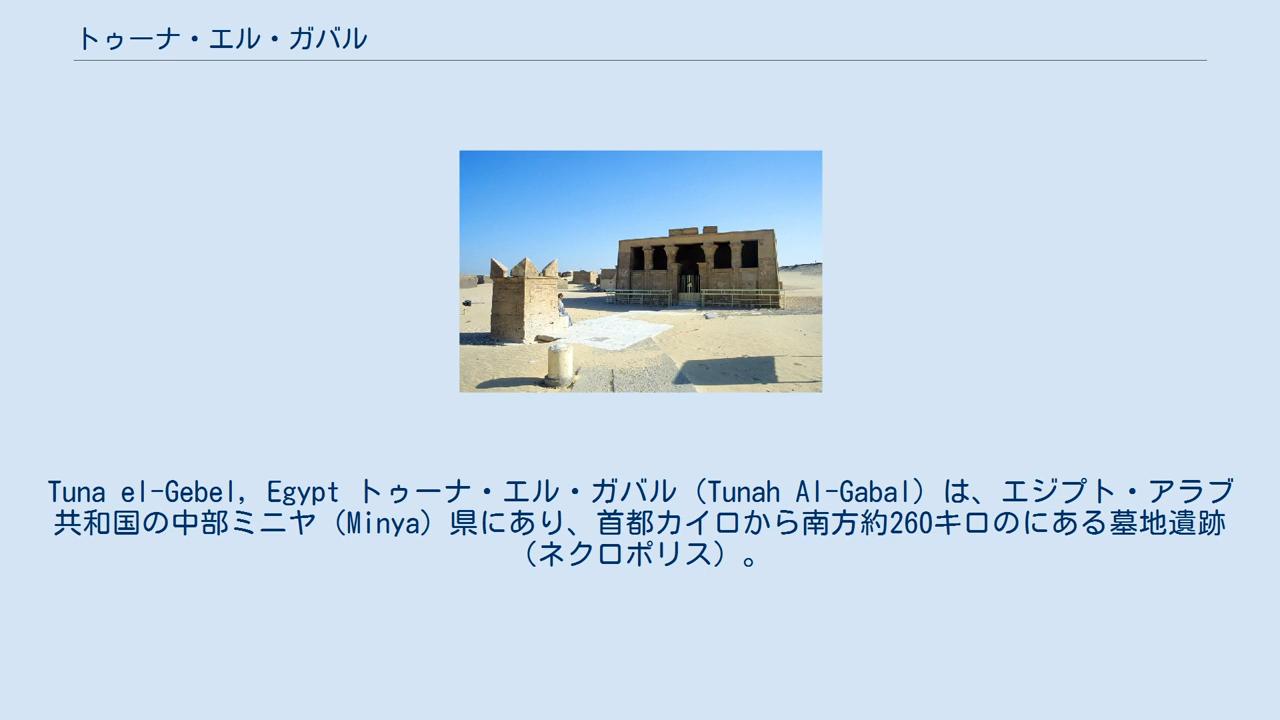 トゥーナ・エル・ガバル
Tuna el-Gebel, Egypt トゥーナ・エル・ガバル（Tunah Al-Gabal）は、エジプト・アラブ
共和国の中部ミニヤ（Minya）県にあり、首都カイロから南方約260キロのにある墓地遺跡
（ネクロポリス）。